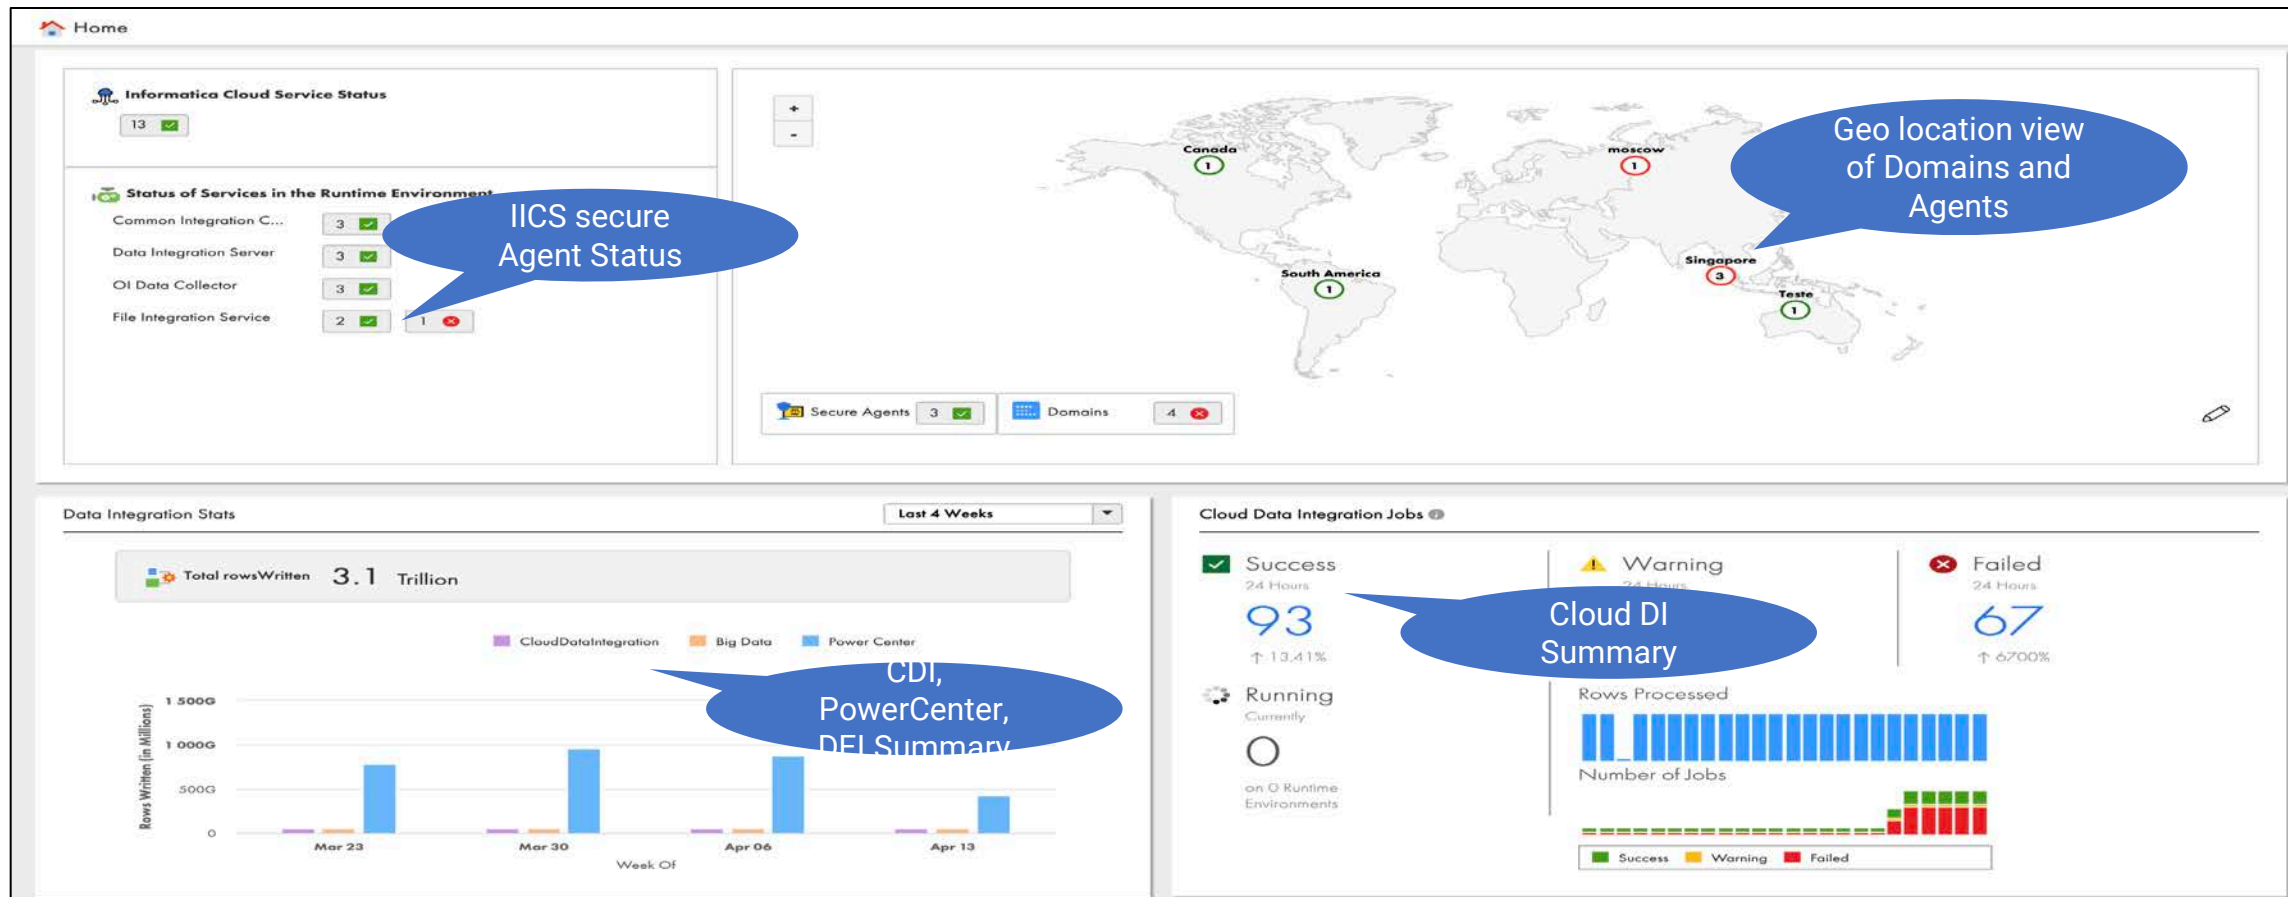 Home
Informatica Cloud Service Status
13
Status of Services in the Runtime Environment
Common Integration C...
3
Data Integration Server
3
OI Data Collector
3
File Integration Service
2
1
IICS secure
Agent Status
+
-
Canada
1
moscow
1
South America
1
Singapore
3
Teste
1
Geo location view
of Domains and
Agents
Secure Agents
3
Domains
4
Data Integration Stats
Last 4 Weeks
Total rowsWritten 3.1 Trillion
CloudDataIntegration
Big Data
Power Center
CDI,
PowerCenter,
DEI Summary
Rows Written (in Millions)
1 500G
1 000G
500G
0
Mar 23
Mar 30
Apr 06
Apr 13
Week Of
Cloud Data Integration Jobs
Success
24 Hours
93
↑ 13.41%
Warning
24 Hours
Failed
24 Hours
67
↑ 6700%
Cloud DI
Summary
Running
Currently
0
on 0 Runtime
Environments
Rows Processed
Number of Jobs
Success
Warning
Failed